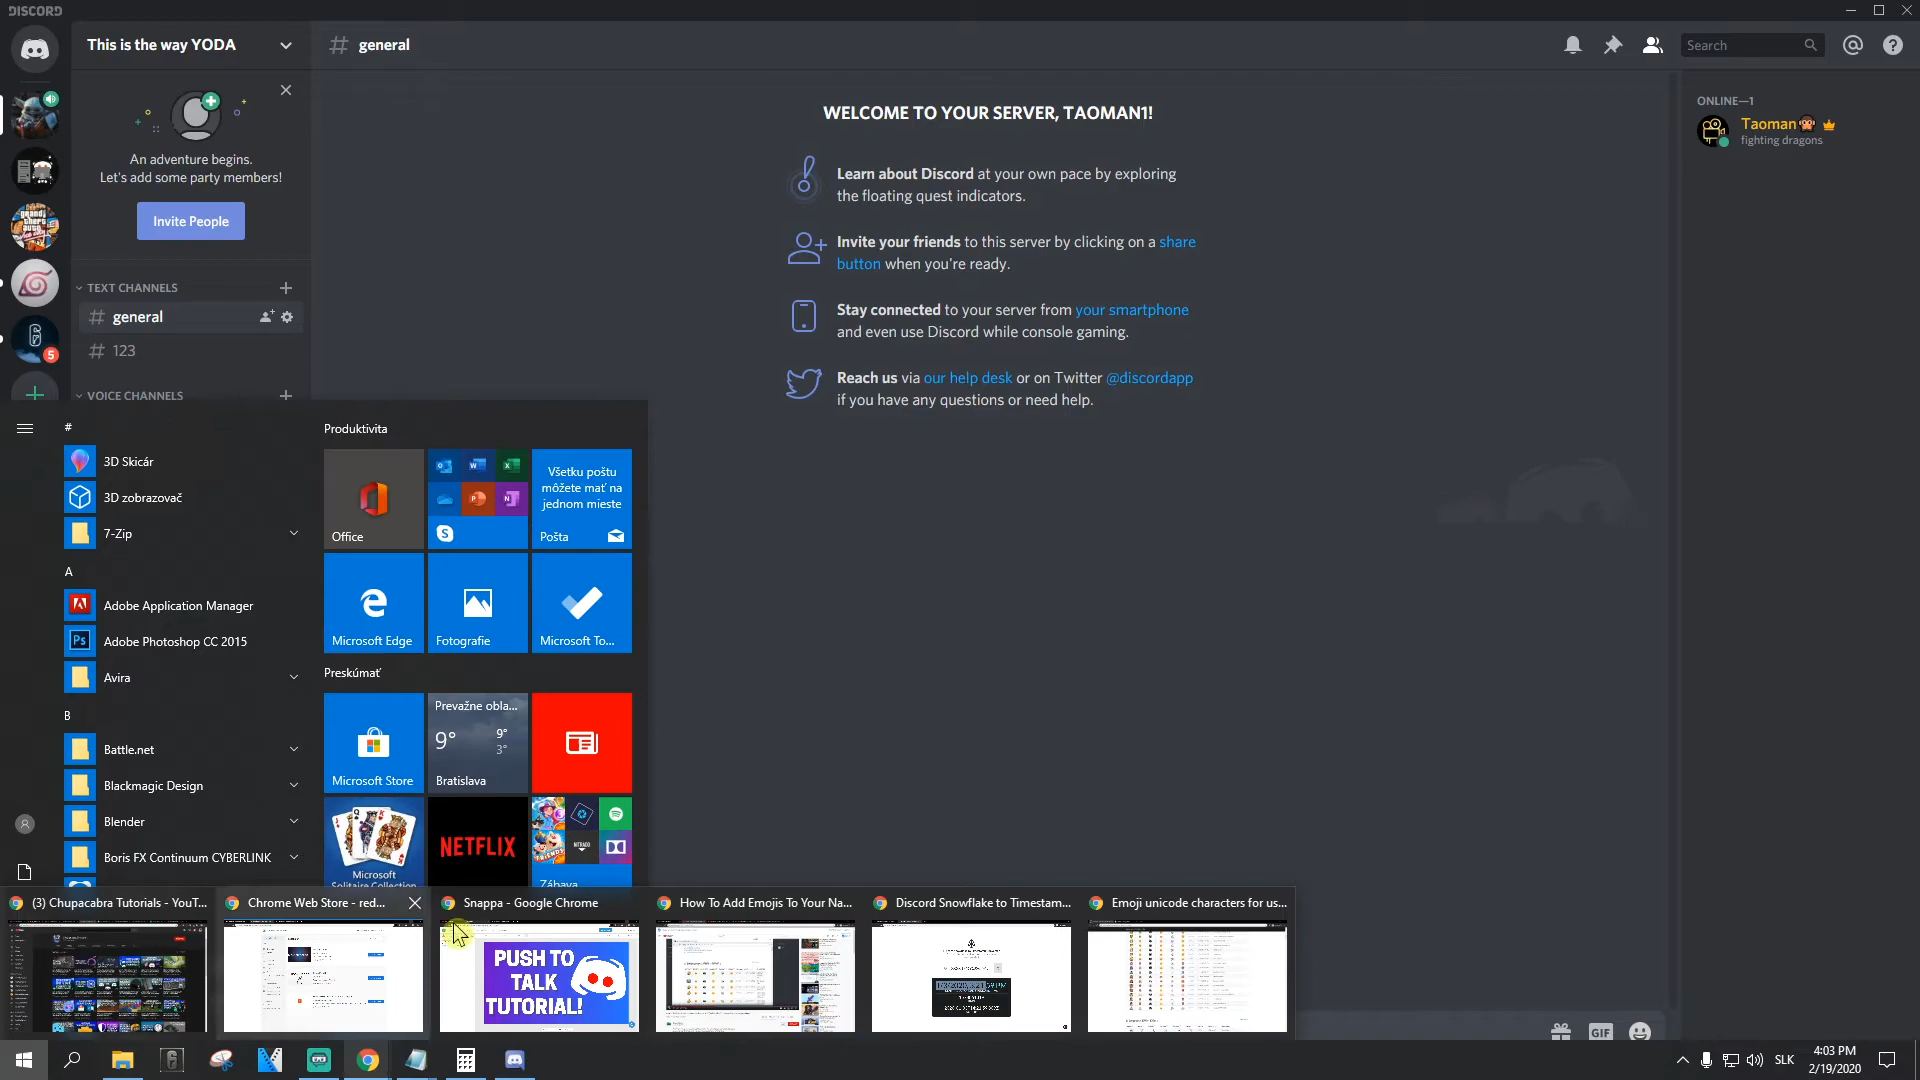 DISCORD
This is the way YODA
general
Search
An adventure begins.
Let's add some party members!
Invite People
TEXT CHANNELS
general
123
VOICE CHANNELS
WELCOME TO YOUR SERVER, TAOMAN1!
Learn about Discord at your own pace by exploring
the floating quest indicators.
Invite your friends to this server by clicking on a share
button when you're ready.
Stay connected to your server from your smartphone
and even use Discord while console gaming.
Reach us via our help desk or on Twitter @discordapp
if you have any questions or need help.
ONLINE—1
Taoman
fighting dragons
5
#
3D Skicár
3D zobrazovač
7-Zip
A
Adobe Application Manager
Adobe Photoshop CC 2015
Avira
B
Battle.net
Blackmagic Design
Blender
Boris FX Continuum CYBERLINK
Produktivita
Office
Všetku poštu
môžete mať na
jednom mieste
Pošta
Microsoft Edge
Fotografie
Microsoft To...
Preskúmať
Microsoft Store
Prevažne obla...
9°
9°
3°
Bratislava
Microsoft
Solitaire Collection
NETFLIX
Zábava
(3) Chupacabra Tutorials - YouT...
Chrome Web Store - red...
Snappa - Google Chrome
How To Add Emojis To Your Na...
Discord Snowflake to Timestam...
Emoji unicode characters for us...
PUSH TO
TALK
TUTORIAL!
GIF
SLK
4:03 PM
2/19/2020